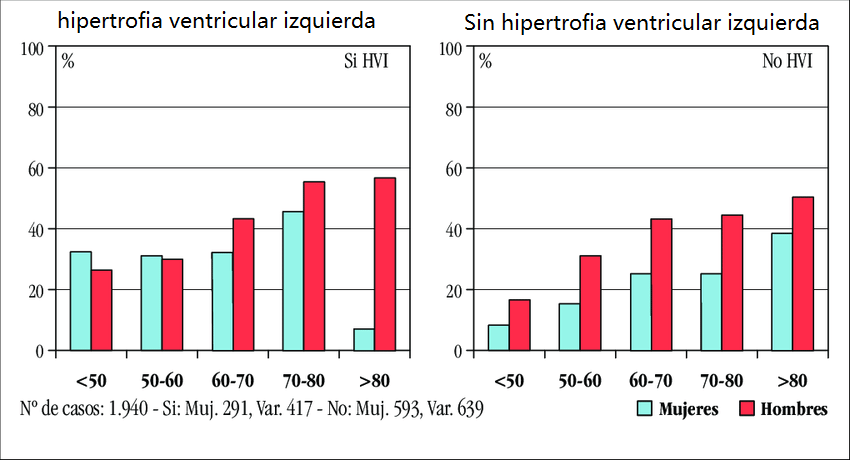 hipertrofia ventricular izquierda
Sin hipertrofia ventricular izquierda
100
%
Si HVI
80
60
40
20
0
<50 50-60 60-70 70-80 >80
100
%
No HVI
80
60
40
20
0
<50 50-60 60-70 70-80 >80
Nº de casos: 1.940 - Si: Muj. 291, Var. 417 - No: Muj. 593, Var. 639
Mujeres Hombres